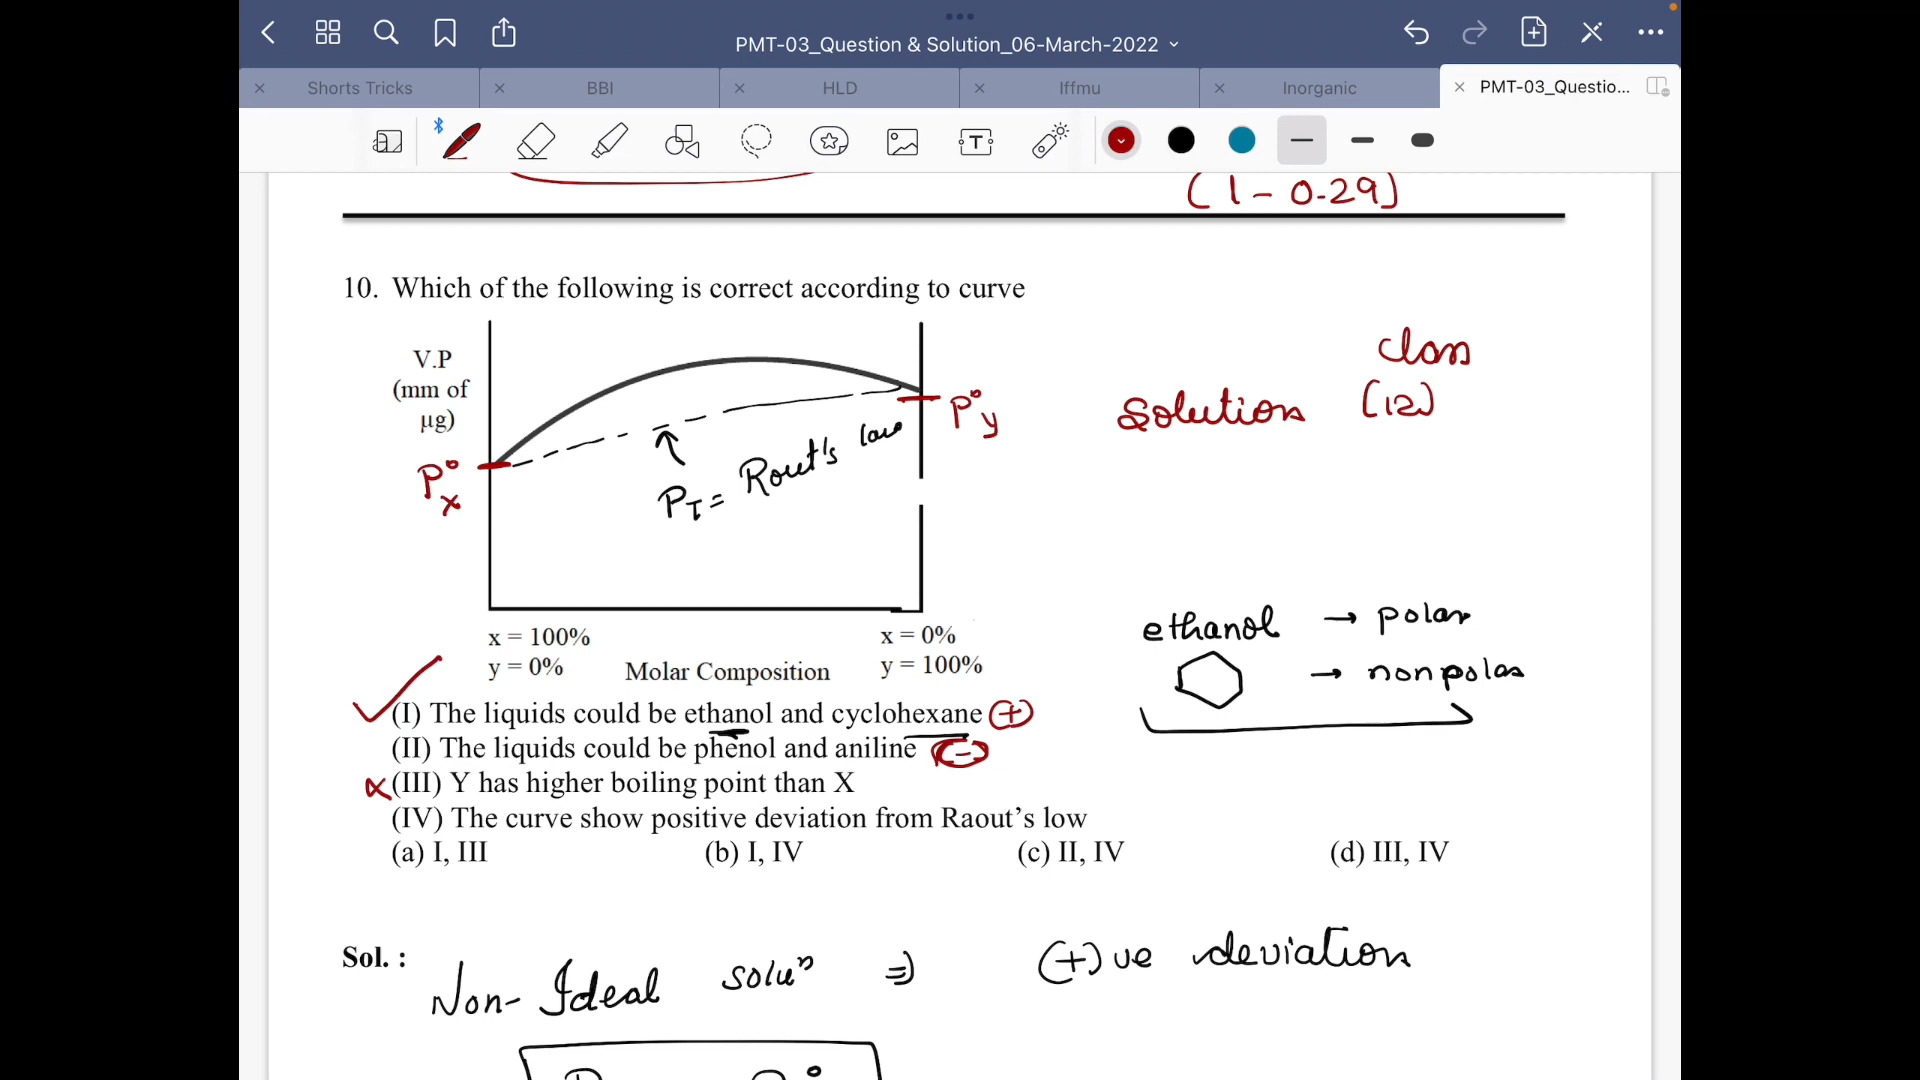 PMT-03_Question & Solution_06-March-2022
Shorts Tricks
BBI
HLD
Iffmu
Inorganic
PMT-03_Questio...
(1 - 0.29)
10. Which of the following is correct according to curve
V.P
(mm of
μg)
P°x
P°y
PT = Rout's law
class
Solution (12)
x = 100%
y = 0%
Molar Composition
x = 0%
y = 100%
ethanol → polar
→ nonpolar
(I) The liquids could be ethanol and cyclohexane (+)
(II) The liquids could be phenol and aniline (-)
x (III) Y has higher boiling point than X
(IV) The curve show positive deviation from Raout’s low
(a) I, III (b) I, IV (c) II, IV (d) III, IV
Sol. :
Non-Ideal soluⁿ ⇒ (+)ve deviation